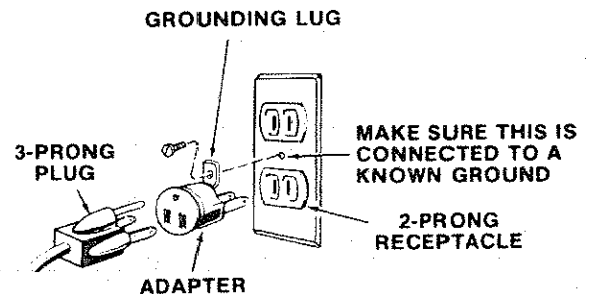 GROUNDING LUG
3-PRONG
PLUG
MAKE SURE THIS IS
CONNECTED TO A
KNOWN GROUND
2-PRONG
RECEPTACLE
ADAPTER